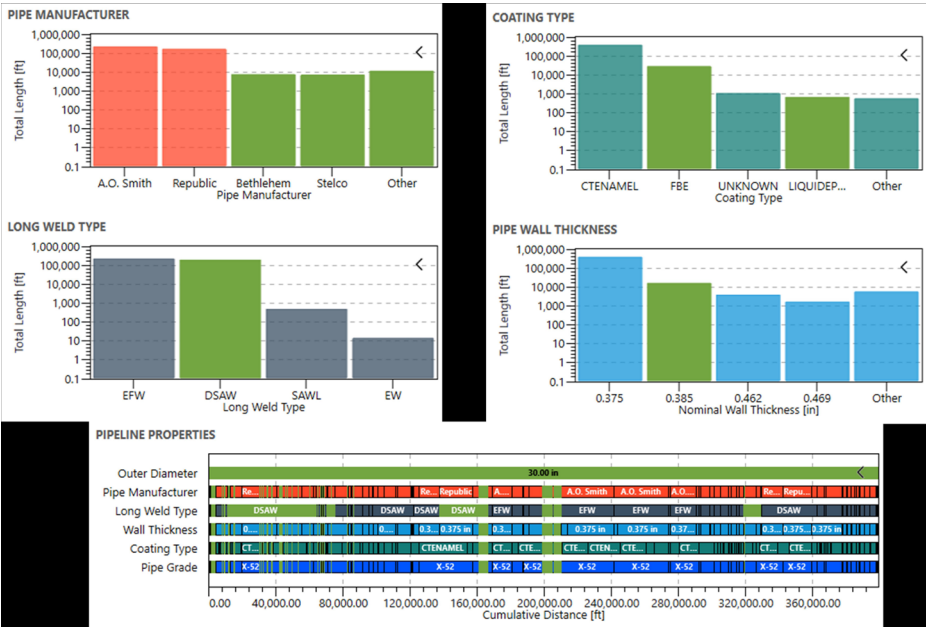 PIPE MANUFACTURER
Total Length [ft]
1,000,000
100,000
10,000
1,000
100
10
1
0.1
A.O. Smith Republic Bethlehem Stelco Other
Pipe Manufacturer
COATING TYPE
Total Length [ft]
1,000,000
100,000
10,000
1,000
100
10
1
0.1
CTENAMEL FBE UNKNOWN LIQUIDEP... Other
Coating Type
LONG WELD TYPE
Total Length [ft]
1,000,000
100,000
10,000
1,000
100
10
1
0.1
EFW DSAW SAWL EW
Long Weld Type
PIPE WALL THICKNESS
Total Length [ft]
1,000,000
100,000
10,000
1,000
100
10
1
0.1
0.375 0.385 0.462 0.469 Other
Nominal Wall Thickness [in]
PIPELINE PROPERTIES
Outer Diameter 30.00 in
Pipe Manufacturer Re... Re... Republic A.... A.O. Smith A.O. Smith A.O.... Re... Repu...
Long Weld Type DSAW DSAW DSAW DSAW EFW EFW EFW EFW DSAW
Wall Thickness 0.... 0.... 0.3... 0.375 in 0.3... 0.375 in 0.375 in 0.37... 0.3... 0.375... 0.375 in
Coating Type CT... CTENAMEL CT... CTE... CTE... CTEN... CTE... CT... CT... CTE...
Pipe Grade X-52 X-52 X-52 X-52 X-52 X-52 X-52 X-52 X-52
0.00 40,000.00 80,000.00 120,000.00 160,000.00 200,000.00 240,000.00 280,000.00 320,000.00 360,000.00
Cumulative Distance [ft]